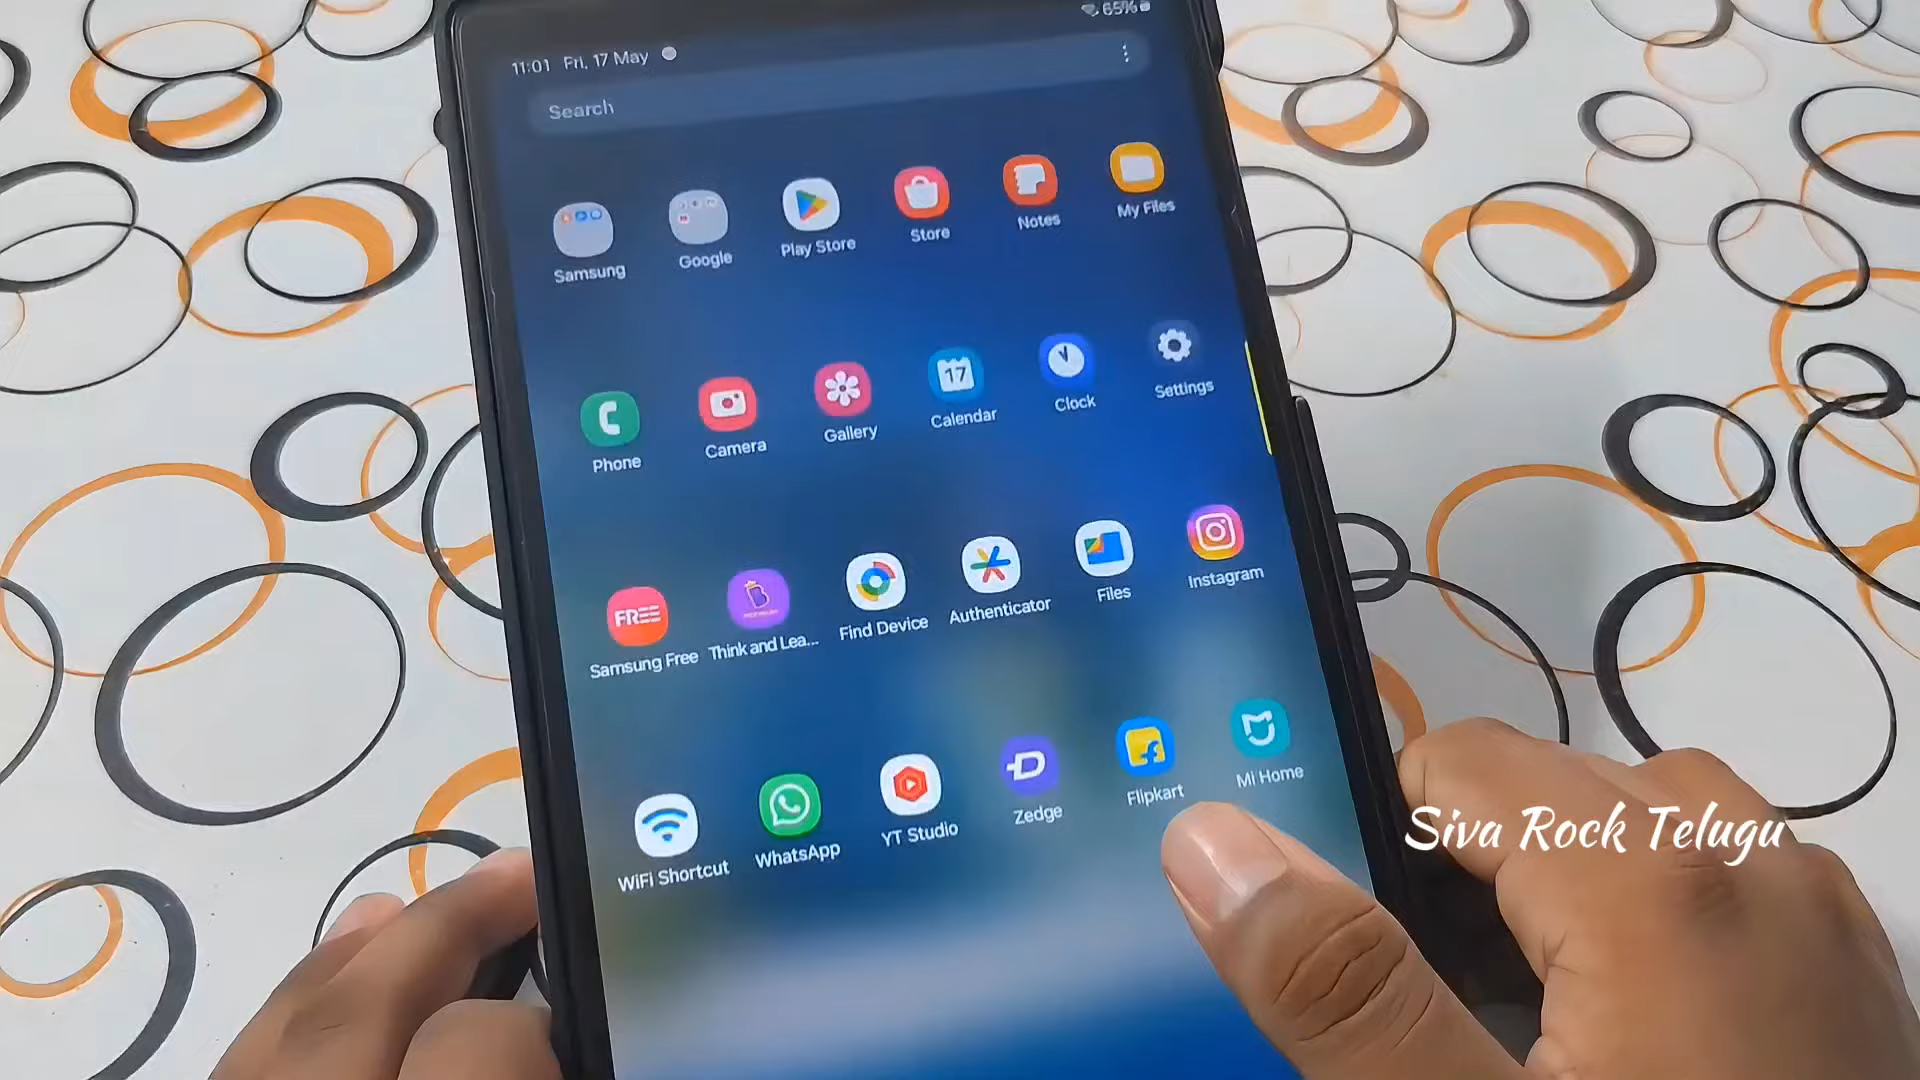 11:01 Fri, 17 May
65%
Search
Samsung
Google
Play Store
Store
Notes
My Files
Phone
Camera
Gallery
17
Calendar
Clock
Settings
FREE
Samsung Free
Think and Lea...
Find Device
Authenticator
Files
Instagram
WiFi Shortcut
WhatsApp
YT Studio
Zedge
Flipkart
Mi Home
Siva Rock Telugu